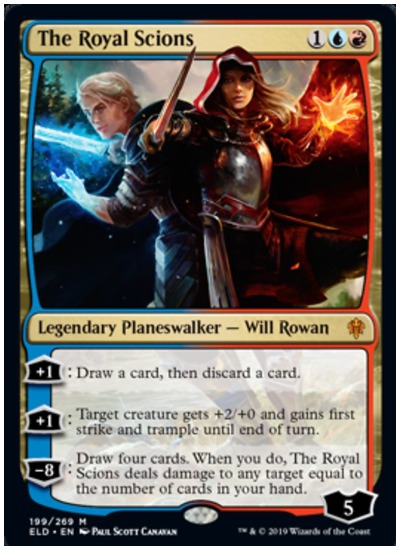 The Royal Scions 1
Legendary Planeswalker — Will Rowan
+1 : Draw a card, then discard a card.
+1 : Target creature gets +2/+0 and gains first
strike and trample until end of turn.
Draw four cards. When you do, The Royal
-8 : Scions deals damage to any target equal to
the number of cards in your hand.
5
199/269 M
ELD • EN Paul Scott Canavan ™ & © 2019 Wizards of the Coast